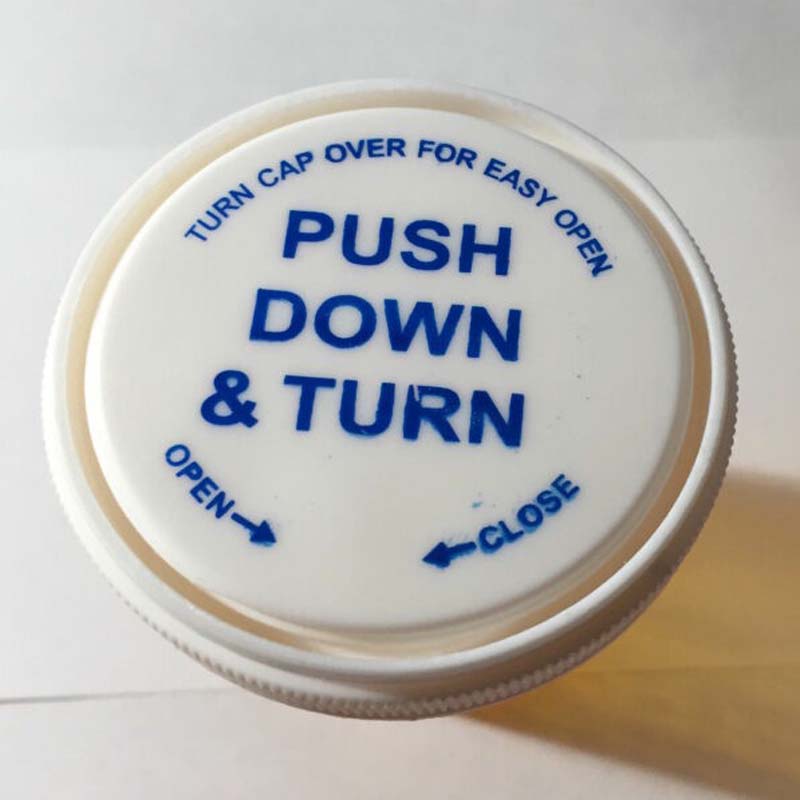 TURN CAP OVER FOR EASY OPEN
PUSH
DOWN
& TURN
OPEN→
←CLOSE